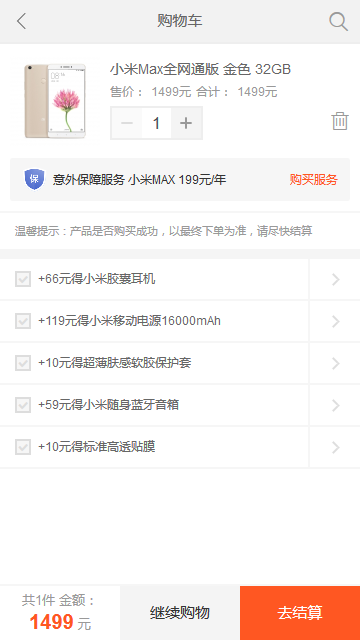 购物车
小米Max全网通版 金色 32GB
售价： 1499元 合计： 1499元
1
保 意外保障服务 小米MAX 199元/年 购买服务
温馨提示：产品是否购买成功，以最终下单为准，请尽快结算
+66元得小米胶囊耳机
+119元得小米移动电源16000mAh
+10元得超薄肤感软胶保护套
+59元得小米随身蓝牙音箱
+10元得标准高透贴膜
共1件 金额：
1499 元
继续购物
去结算